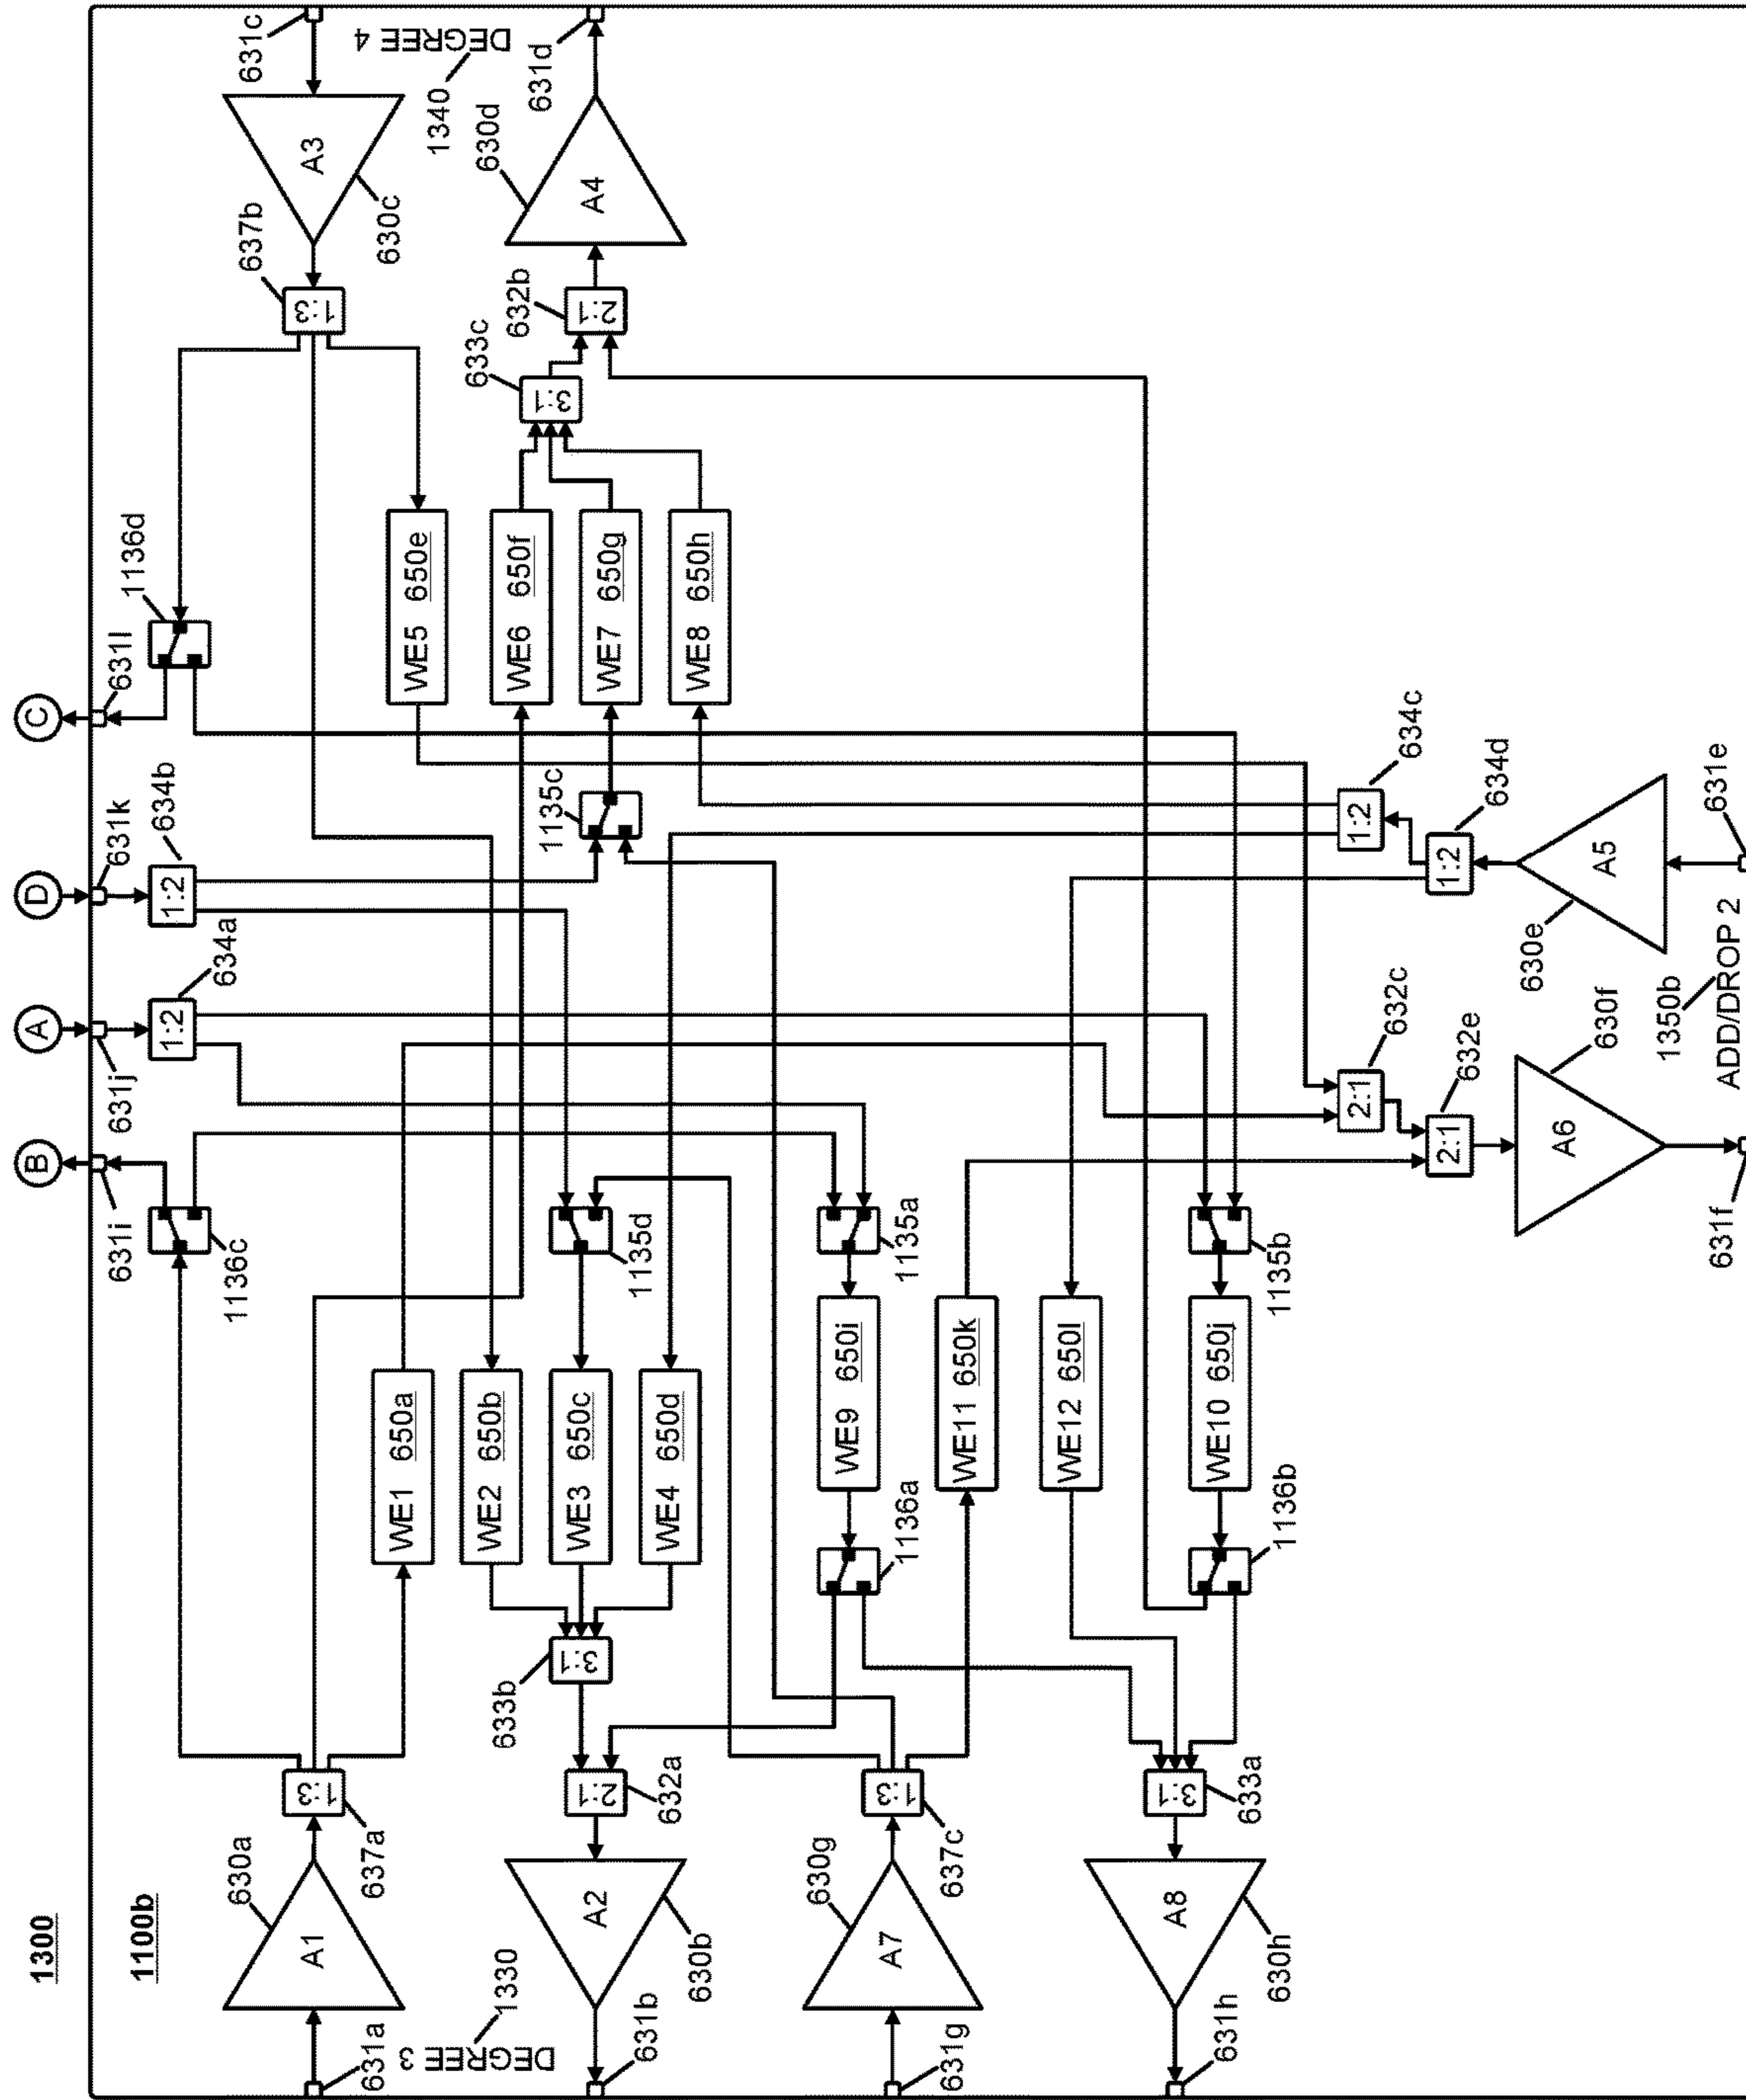 1300
1100b
B
A
D
C
631i
631j
631k
631l
634a
634b
1136c
1136d
1:2
1:2
631a
A1
630a
1:3
637a
1:3
637b
A3
630c
631c
DEGREE 4
1340
DEGREE 3
1330
WE1 650a
WE2 650b
WE3 650c
WE4 650d
WE5 650e
WE6 650f
WE7 650g
WE8 650h
3:1
633b
1135d
1135c
3:1
633c
2:1
632b
A4
630d
631d
631b
A2
630b
2:1
632a
1136a
WE9 650i
1135a
631g
A7
630g
1:3
637c
WE11 650k
WE12 650l
631h
A8
630h
3:1
633a
1136b
WE10 650j
1135b
2:1
632c
2:1
632e
1:2
634c
1:2
634d
A6
630f
A5
630e
631f
1350b
ADD/DROP 2
631e